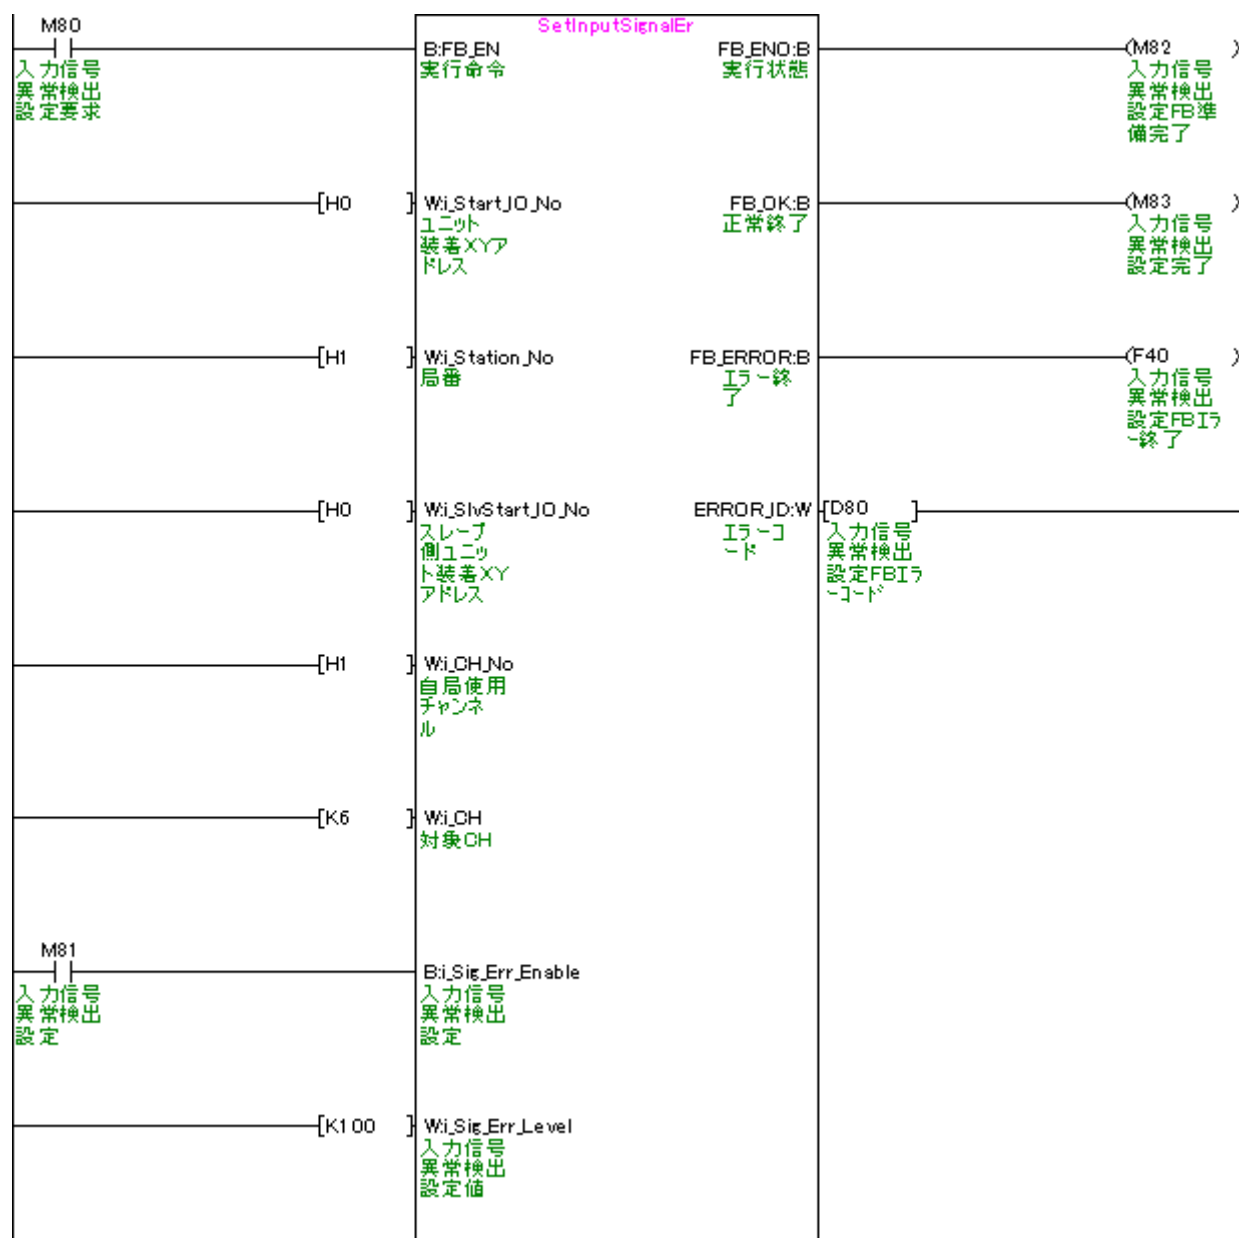 M80
SetInputSignalEr
B:FB_EN
FB_ENO:B
(M82 )
入力信号
異常検出
設定要求
実行命令
実行状態
入力信号
異常検出
設定FB準
備完了
[H0 ]
W:i_Start_IO_No
FB_OK:B
(M83 )
ユニット
装着XYア
ドレス
正常終了
入力信号
異常検出
設定完了
[H1 ]
W:i_Station_No
FB_ERROR:B
(F40 )
局番
エラー終
了
入力信号
異常検出
設定FBエラ
ー終了
[H0 ]
W:i_SlvStart_IO_No
ERROR_ID:W
[D80 ]
スレーブ
側ユニッ
ト装着XY
アドレス
エラーコ
ード
入力信号
異常検出
設定FBエラ
ーコード
[H1 ]
W:i_CH_No
自局使用
チャンネ
ル
[K6 ]
W:i_CH
対象CH
M81
B:i_Sig_Err_Enable
入力信号
異常検出
設定
入力信号
異常検出
設定
[K100 ]
W:i_Sig_Err_Level
入力信号
異常検出
設定値